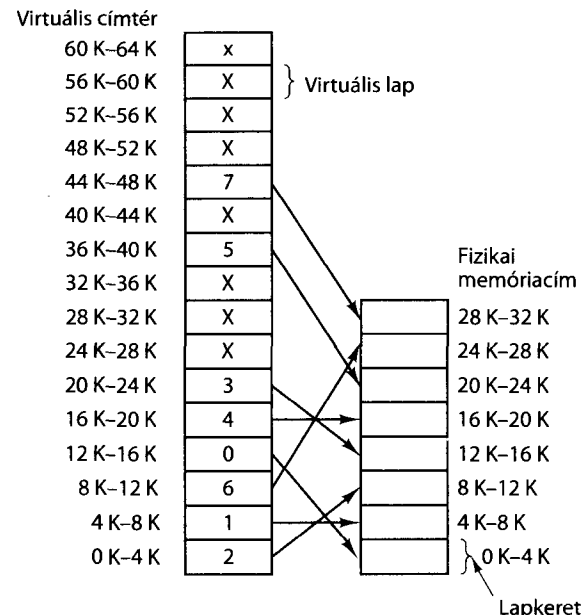 Virtuális címtér
60 K–64 K x
56 K–60 K X Virtuális lap
52 K–56 K X
48 K–52 K X
44 K–48 K 7
40 K–44 K X
36 K–40 K 5
32 K–36 K X
28 K–32 K X
24 K–28 K X
20 K–24 K 3
16 K–20 K 4
12 K–16 K 0
8 K–12 K 6
4 K–8 K 1
0 K–4 K 2
Fizikai
memóriacím
28 K–32 K
24 K–28 K
20 K–24 K
16 K–20 K
12 K–16 K
8 K–12 K
4 K–8 K
0 K–4 K
Lapkeret